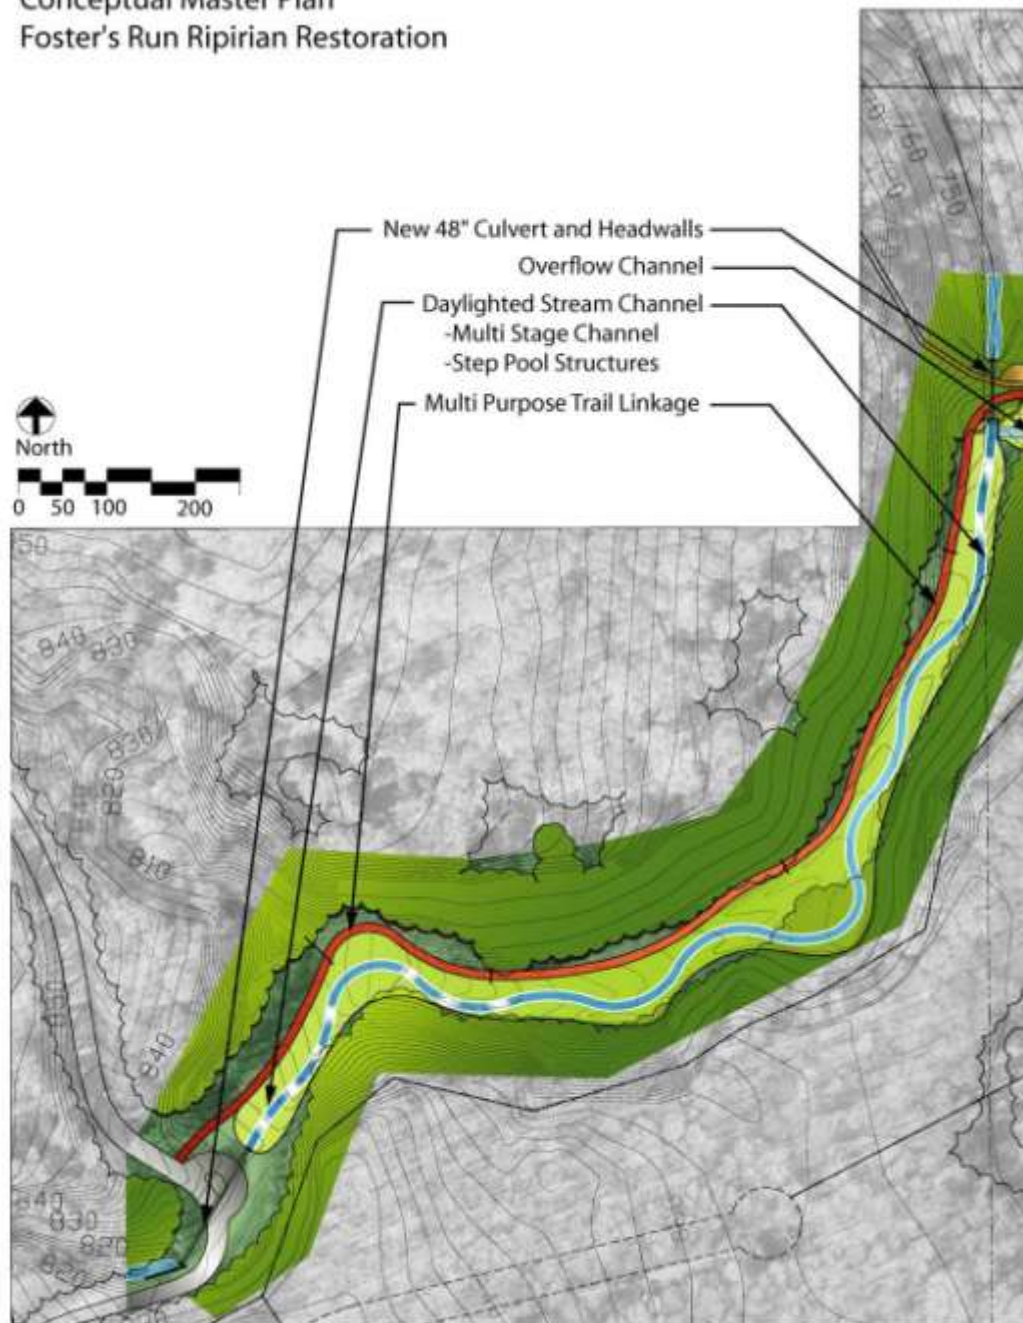 Conceptual Master Plan
Foster's Run Ripirian Restoration
New 48" Culvert and Headwalls
Overflow Channel
Daylighted Stream Channel
-Multi Stage Channel
-Step Pool Structures
Multi Purpose Trail Linkage
North
0 50 100 200
760
750
840
830
830
820
810
840
840
830
820
820